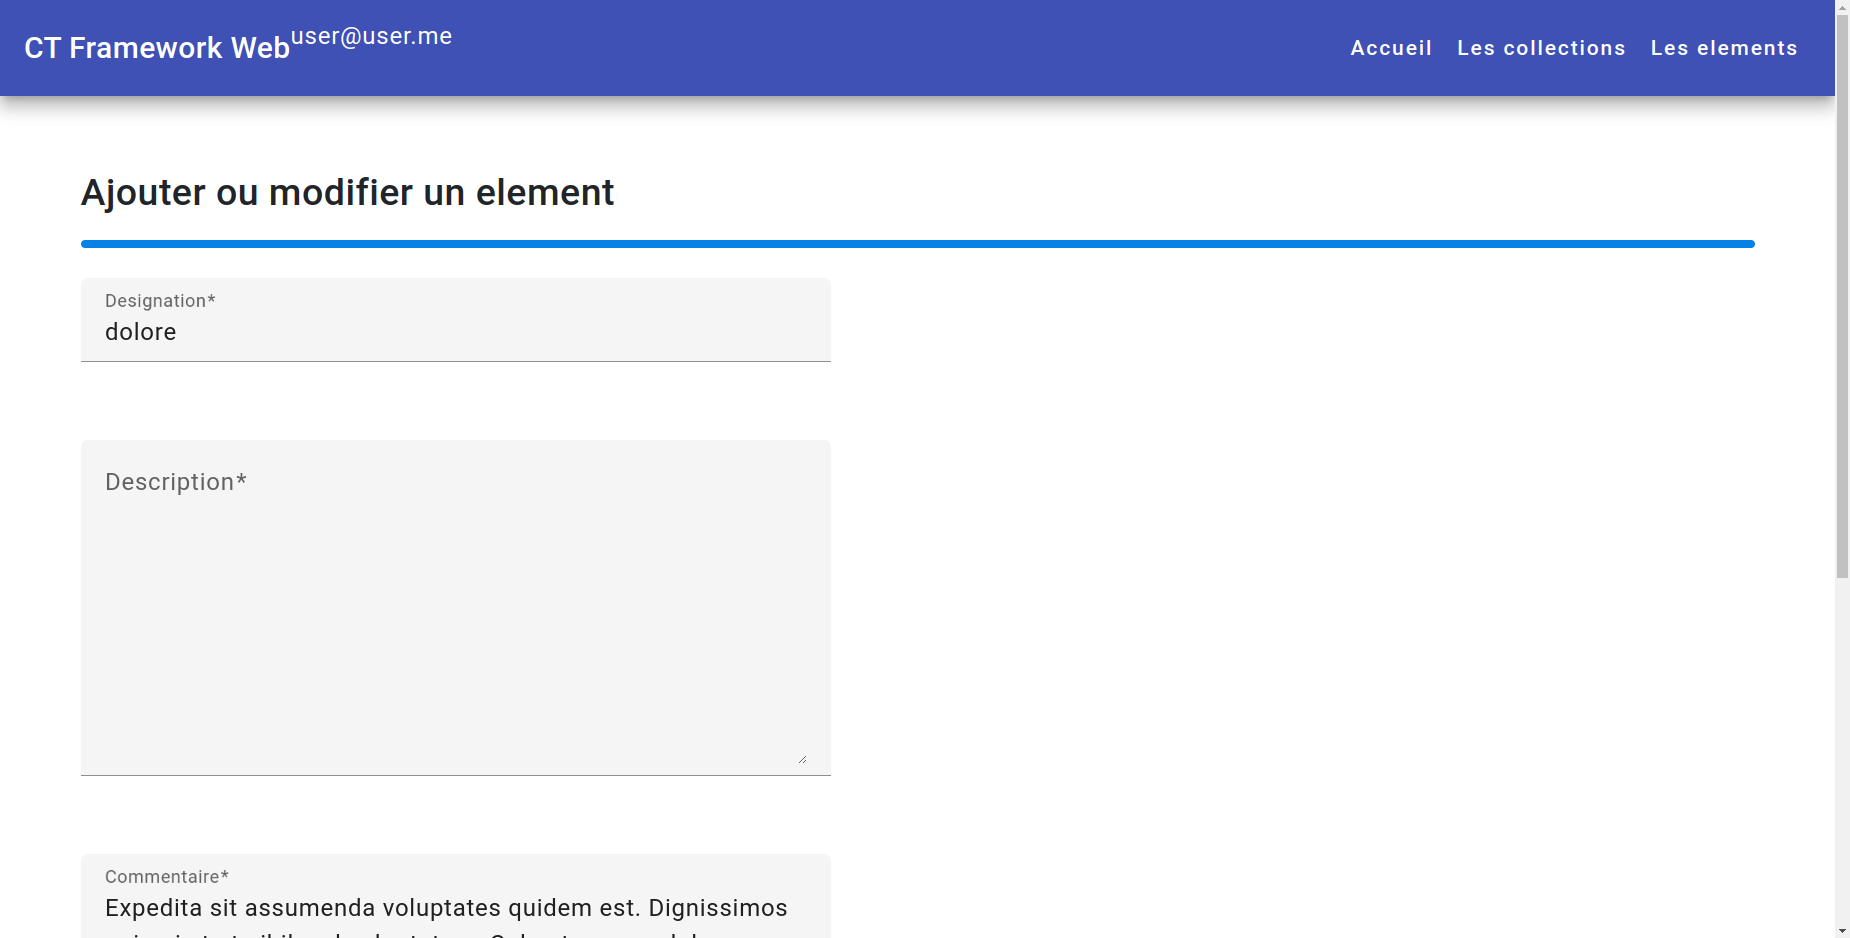 CT Framework Web user@user.me Accueil Les collections Les elements
Ajouter ou modifier un element
Designation*
dolore
Description*
Commentaire*
Expedita sit assumenda voluptates quidem est. Dignissimos